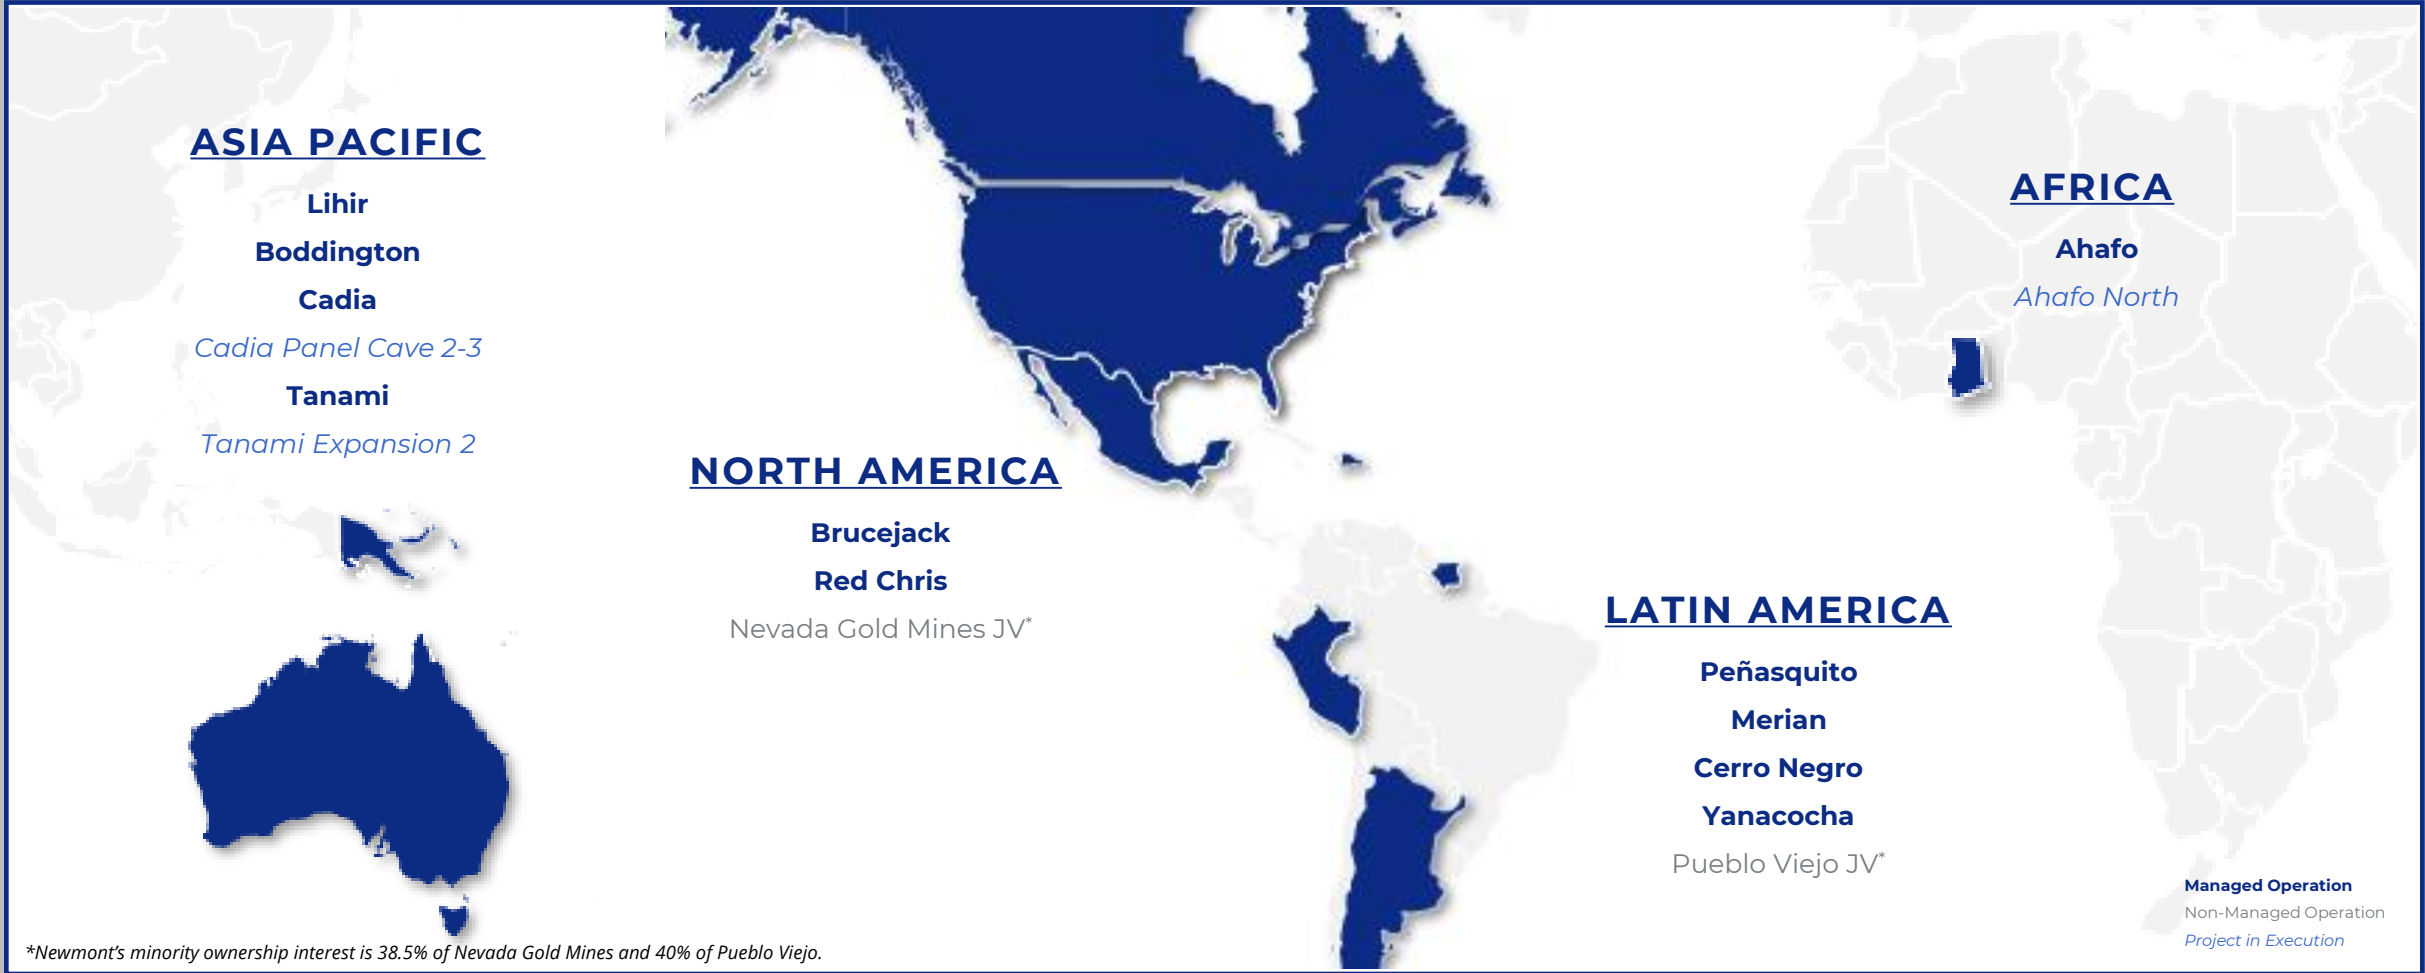 ASIA PACIFIC
Lihir
Boddington
Cadia
Cadia Panel Cave 2-3
Tanami
Tanami Expansion 2
NORTH AMERICA
Brucejack
Red Chris
Nevada Gold Mines JV*
LATIN AMERICA
Peñasquito
Merian
Cerro Negro
Yanacocha
Pueblo Viejo JV*
AFRICA
Ahafo
Ahafo North
Managed Operation
Non-Managed Operation
Project in Execution
*Newmont's minority ownership interest is 38.5% of Nevada Gold Mines and 40% of Pueblo Viejo.